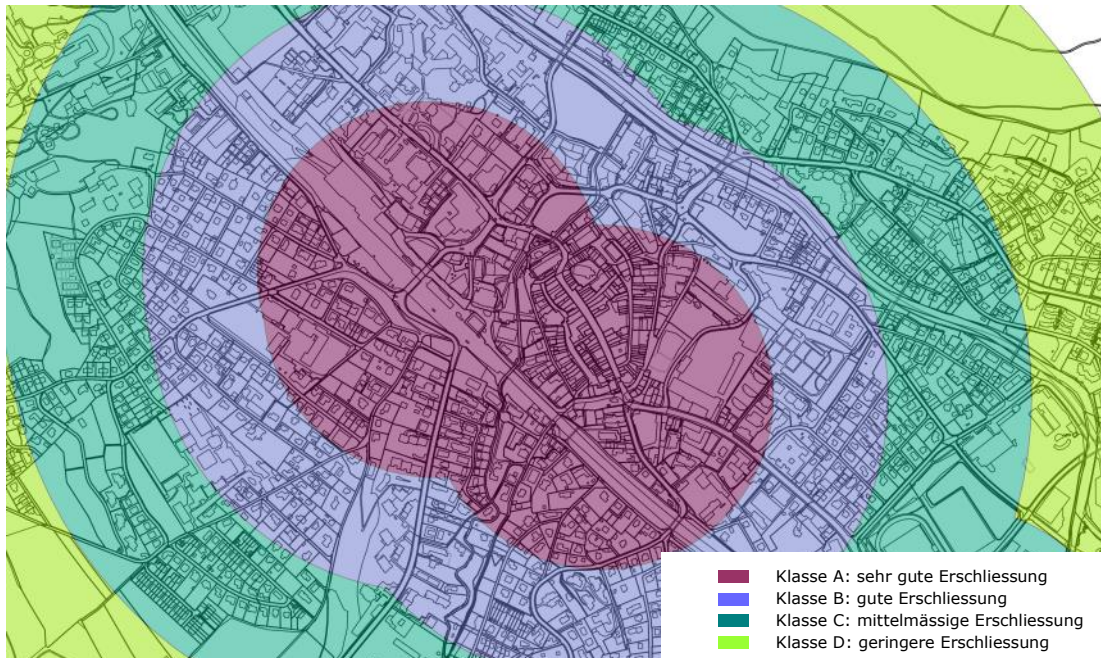 Klasse A: sehr gute Erschliessung
Klasse B: gute Erschliessung
Klasse C: mittelmässige Erschliessung
Klasse D: geringere Erschliessung